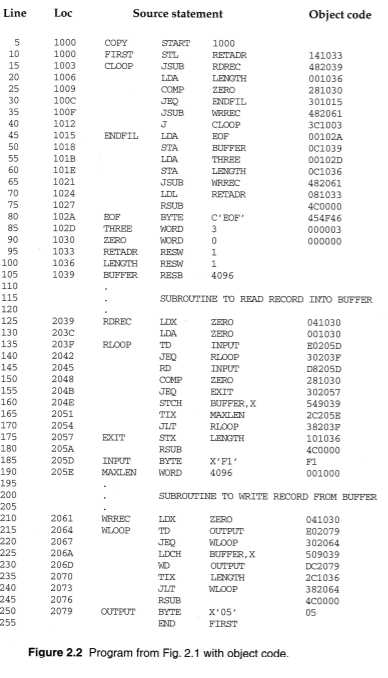 Line Loc Source statement Object code
5 1000 COPY START 1000
10 1000 FIRST STL RETADR 141033
15 1003 CLOOP JSUB RDREC 482039
20 1006 LDA LENGTH 001036
25 1009 COMP ZERO 281030
30 100C JEQ ENDFIL 301015
35 100F JSUB WRREC 482061
40 1012 J CLOOP 3C1003
45 1015 ENDFIL LDA EOF 00102A
50 1018 STA BUFFER 0C1039
55 101B LDA THREE 00102D
60 101E STA LENGTH 0C1036
65 1021 JSUB WRREC 482061
70 1024 LDL RETADR 081033
75 1027 RSUB 4C0000
80 102A EOF BYTE C'EOF' 454F46
85 102D THREE WORD 3 000003
90 1030 ZERO WORD 0 000000
95 1033 RETADR RESW 1
100 1036 LENGTH RESW 1
105 1039 BUFFER RESB 4096
110 .
115 . SUBROUTINE TO READ RECORD INTO BUFFER
120 .
125 2039 RDREC LDX ZERO 041030
130 203C LDA ZERO 001030
135 203F RLOOP TD INPUT E0205D
140 2042 JEQ RLOOP 30203F
145 2045 RD INPUT D8205D
150 2048 COMP ZERO 281030
155 204B JEQ EXIT 302057
160 204E STCH BUFFER,X 549039
165 2051 TIX MAXLEN 2C205E
170 2054 JLT RLOOP 38203F
175 2057 EXIT STX LENGTH 101036
180 205A RSUB 4C0000
185 205D INPUT BYTE X'F1' F1
190 205E MAXLEN WORD 4096 001000
195 .
200 . SUBROUTINE TO WRITE RECORD FROM BUFFER
205 .
210 2061 WRREC LDX ZERO 041030
215 2064 WLOOP TD OUTPUT E02079
220 2067 JEQ WLOOP 302064
225 206A LDCH BUFFER,X 509039
230 206D WD OUTPUT DC2079
235 2070 TIX LENGTH 2C1036
240 2073 JLT WLOOP 382064
245 2076 RSUB 4C0000
250 2079 OUTPUT BYTE X'05' 05
255 END FIRST
Figure 2.2 Program from Fig. 2.1 with object code.